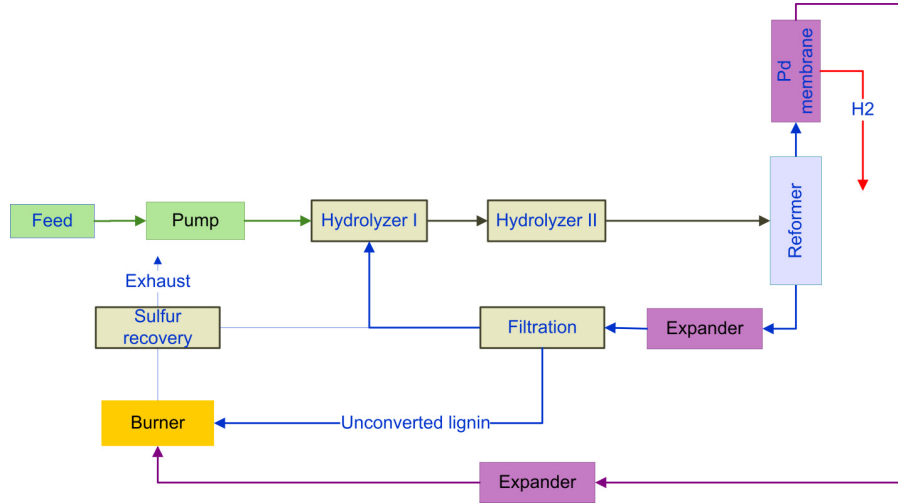 Pd
membrane
H2
Feed
Pump
Hydrolyzer I
Hydrolyzer II
Reformer
Exhaust
Sulfur
recovery
Filtration
Expander
Burner
Unconverted lignin
Expander